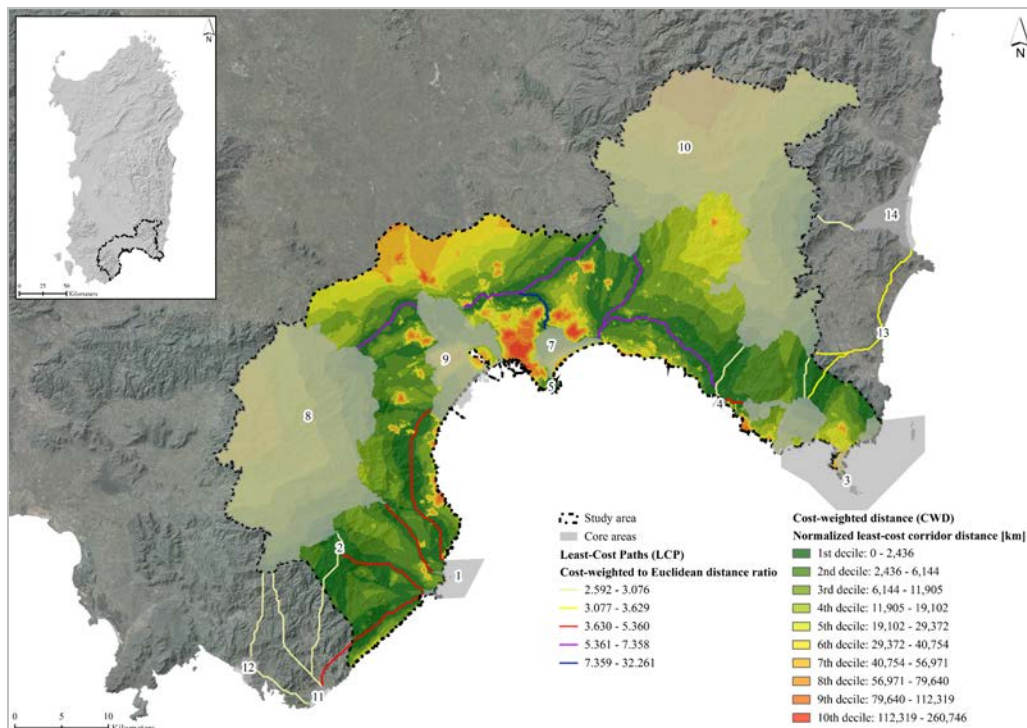 N
0 25 50
Kilometers
N
10
14
13
9
7
5
8
4
3
2
1
12
11
Study area
Core areas
Least-Cost Paths (LCP)
Cost-weighted to Euclidean distance ratio
2.592 - 3.076
3.077 - 3.629
3.630 - 5.360
5.361 - 7.358
7.359 - 32.261
Cost-weighted distance (CWD)
Normalized least-cost corridor distance [km]
1st decile: 0 - 2,436
2nd decile: 2,436 - 6,144
3rd decile: 6,144 - 11,905
4th decile: 11,905 - 19,102
5th decile: 19,102 - 29,372
6th decile: 29,372 - 40,754
7th decile: 40,754 - 56,971
8th decile: 56,971 - 79,640
9th decile: 79,640 - 112,319
10th decile: 112,319 - 260,746
0 5 10
Kilometers